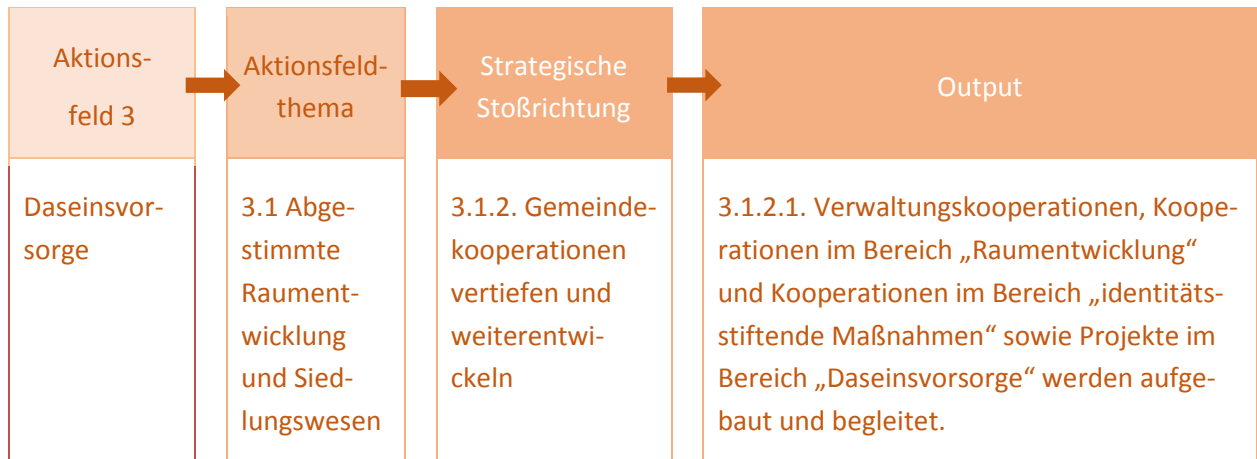 Aktions-
feld 3
Aktionsfeld-
thema
Strategische
Stoßrichtung
Output
Daseinsvor-
sorge
3.1 Abge-
stimmte
Raument-
wicklung
und Sied-
lungswesen
3.1.2. Gemeinde-
kooperationen
vertiefen und
weiterentwi-
ckeln
3.1.2.1. Verwaltungskooperationen, Koope-
rationen im Bereich „Raumentwicklung“
und Kooperationen im Bereich „identitäts-
stiftende Maßnahmen“ sowie Projekte im
Bereich „Daseinsvorsorge“ werden aufge-
baut und begleitet.